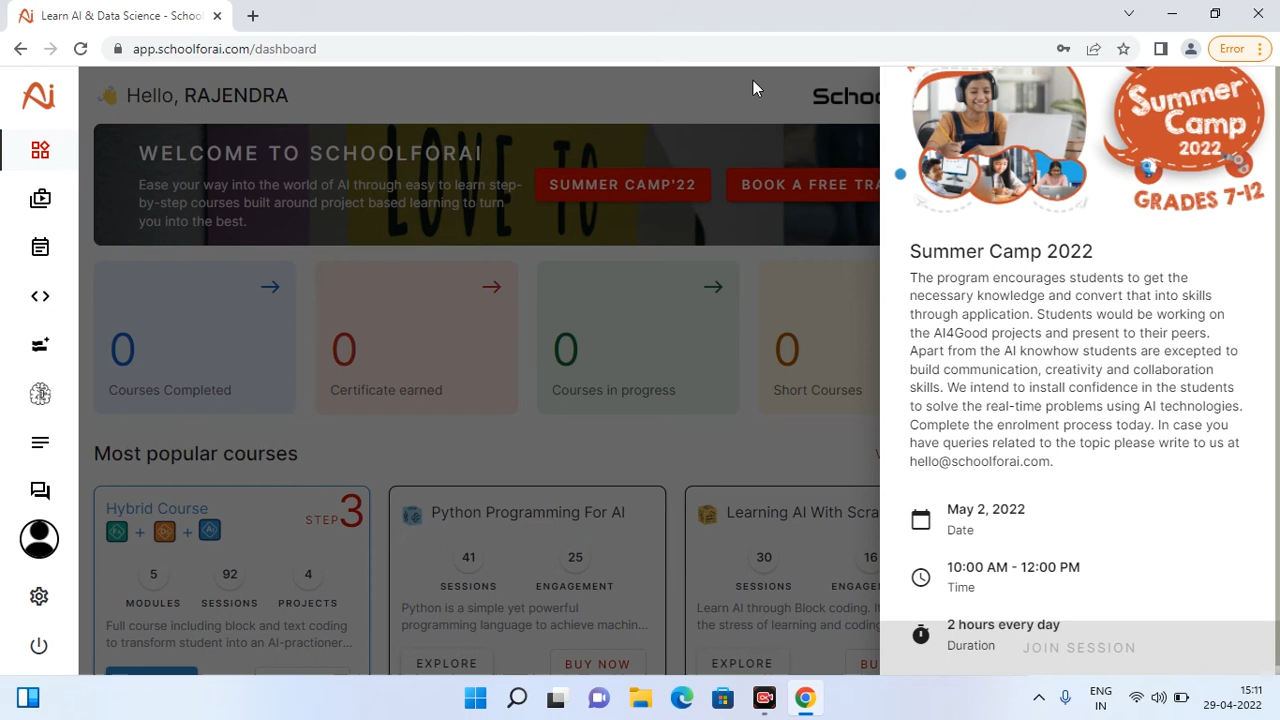 Learn AI & Data Science - School
app.schoolforai.com/dashboard
Error
Ai
Hello, RAJENDRA
WELCOME TO SCHOOLFORAI
Ease your way into the world of AI through easy to learn step-
by-step courses built around project based learning to turn
you into the best.
SUMMER CAMP'22
BOOK A FREE TRA
LOVE TO
0
Courses Completed
0
Certificate earned
0
Courses in progress
0
Short Courses
Most popular courses
Hybrid Course
STEP 3
+ +
5
MODULES
92
SESSIONS
4
PROJECTS
Full course including block and text coding
to transform student into an AI-practioner...
Python Programming For AI
41
SESSIONS
25
ENGAGEMENT
Python is a simple yet powerful
programming language to achieve machin...
EXPLORE
BUY NOW
Learning AI With Scra
30
SESSIONS
16
ENGAGE
Learn AI through Block coding. I
the stress of learning and codin
EXPLORE
BU
Summer
Camp
2022
GRADES 7-12
Summer Camp 2022
The program encourages students to get the
necessary knowledge and convert that into skills
through application. Students would be working on
the AI4Good projects and present to their peers.
Apart from the AI knowhow students are excepted to
build communication, creativity and collaboration
skills. We intend to install confidence in the students
to solve the real-time problems using AI technologies.
Complete the enrolment process today. In case you
have queries related to the topic please write to us at
hello@schoolforai.com.
May 2, 2022
Date
10:00 AM - 12:00 PM
Time
2 hours every day
Duration
JOIN SESSION
ENG
IN
15:11
29-04-2022